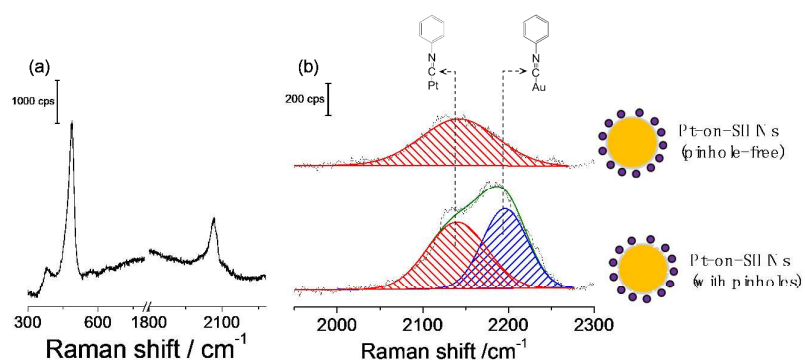 (a)
1000 cps
300 600 1800 2100
Raman shift / cm-1
(b)
200 cps
N
C
Pt
N
C
Au
1950 2000 2100 2200 2300
Raman shift /cm-1
Pt-on-SHINs
(pinhole-free)
Pt-on-SHINs
(with pinholes)